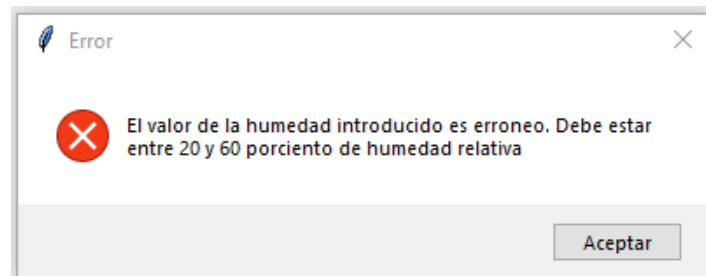 Error
El valor de la humedad introducido es erroneo. Debe estar
entre 20 y 60 porciento de humedad relativa
Aceptar